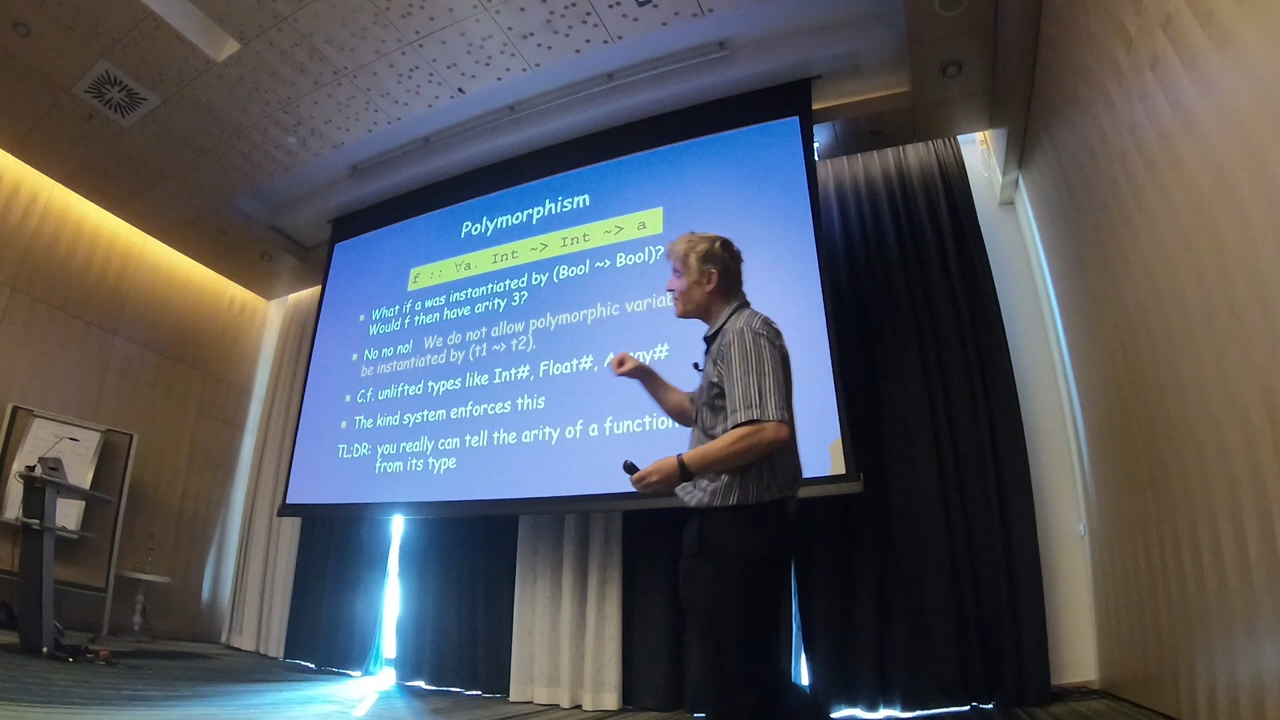 Polymorphism
f :: ∀a. Int ~> Int ~> a
What if a was instantiated by (Bool ~> Bool)?
Would f then have arity 3?
No no no! We do not allow polymorphic
be instantiated by (t1 ~> t2).
C.f. unlifted types like Int#, Float#,
The kind system enforces this
TL;DR: you really can tell the arity of a function
from its type